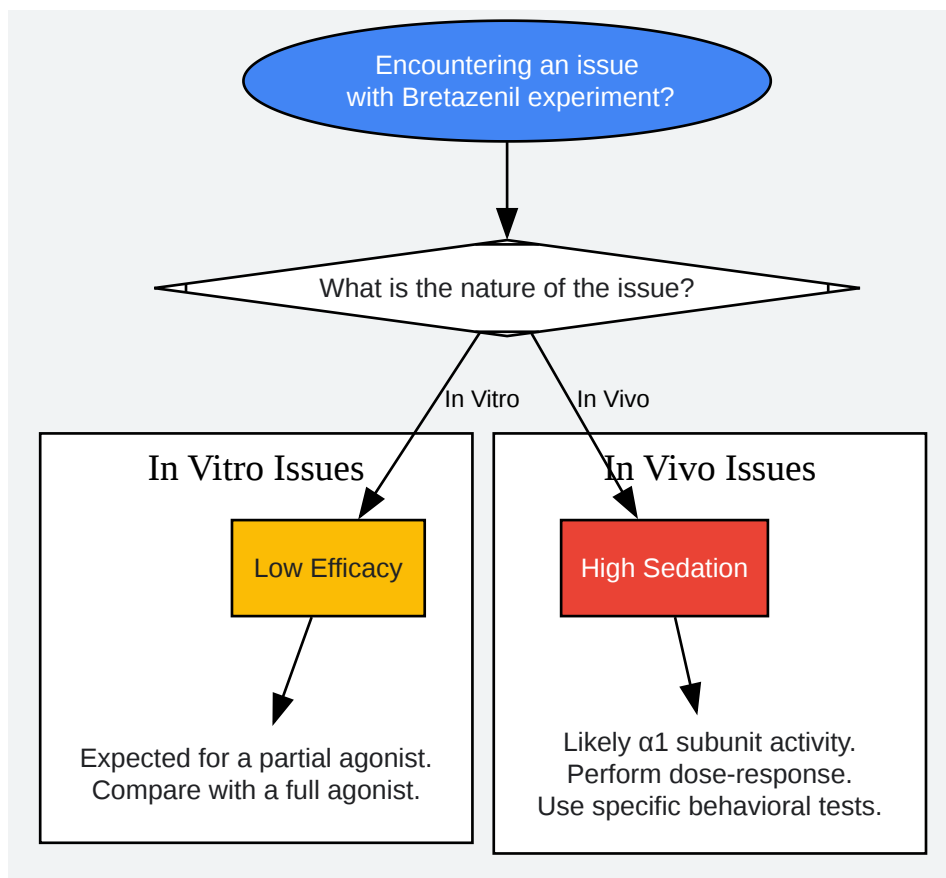 Encountering an issue
with Bretazenil experiment?
What is the nature of the issue?
In Vitro
In Vivo
In Vitro Issues
Low Efficacy
Expected for a partial agonist.
Compare with a full agonist.
In Vivo Issues
High Sedation
Likely α1 subunit activity.
Perform dose-response.
Use specific behavioral tests.